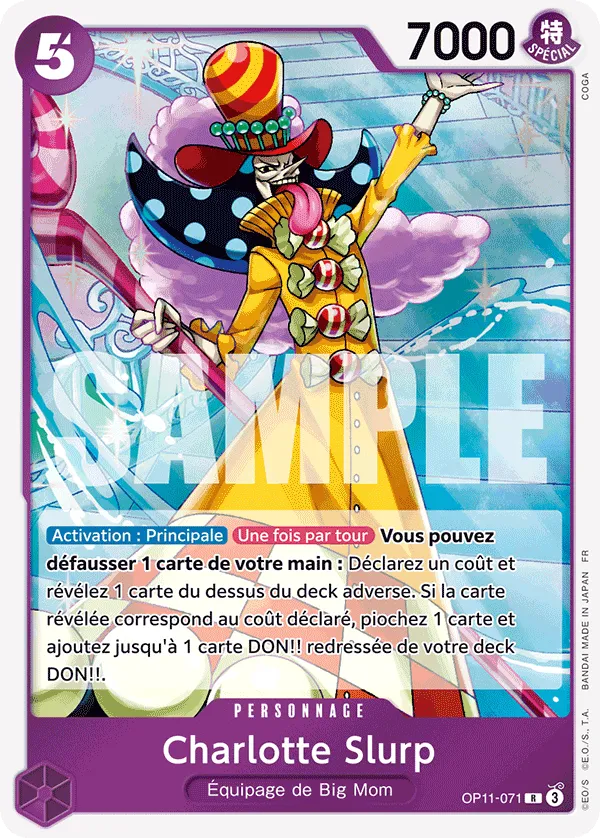 5
7000
特
SPÉCIAL
COGA
SAMPLE
Activation : Principale Une fois par tour Vous pouvez
défausser 1 carte de votre main : Déclarez un coût et
révélez 1 carte du dessus du deck adverse. Si la carte
révélée correspond au coût déclaré, piochez 1 carte et
ajoutez jusqu'à 1 carte DON!! redressée de votre deck
DON!!.
PERSONNAGE
Charlotte Slurp
Équipage de Big Mom
OP11-071 R 3
©EO/S ©E.O./S., T.A. BANDAI MADE IN JAPAN FR